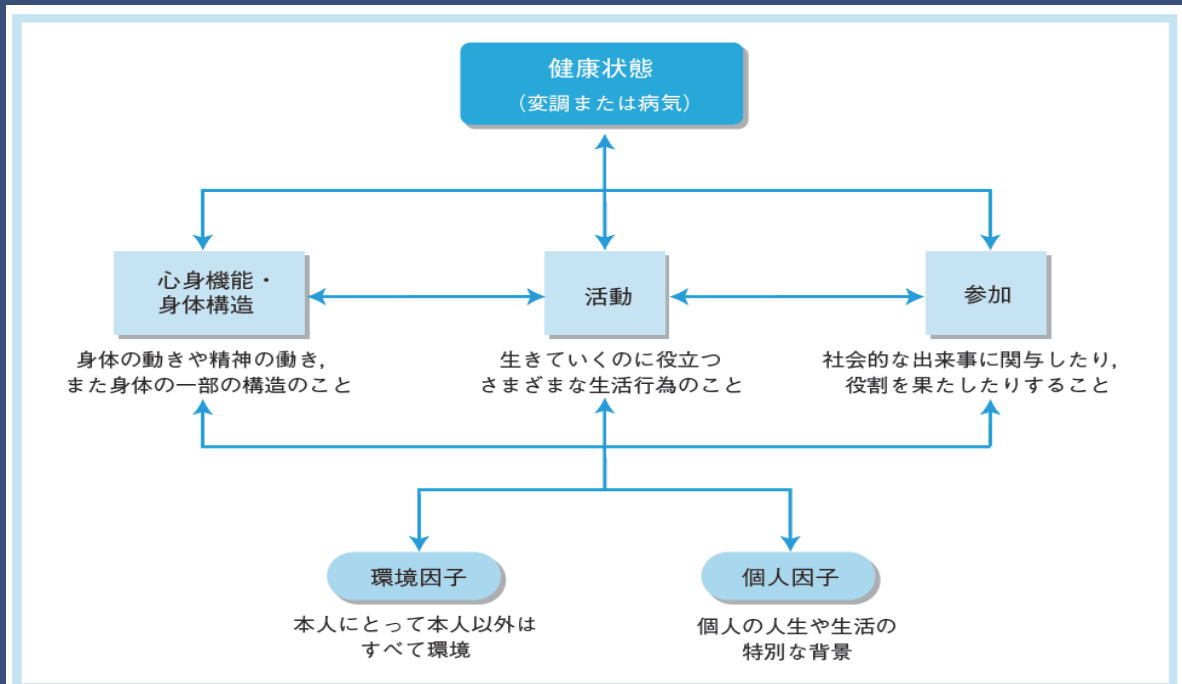 健康状態
（変調または病気）
心身機能・
身体構造
活動
参加
身体の動きや精神の働き,
また身体の一部の構造のこと
生きていくのに役立つ
さまざまな生活行為のこと
社会的な出来事に関与したり,
役割を果たしたりすること
環境因子
個人因子
本人にとって本人以外は
すべて環境
個人の人生や生活の
特別な背景